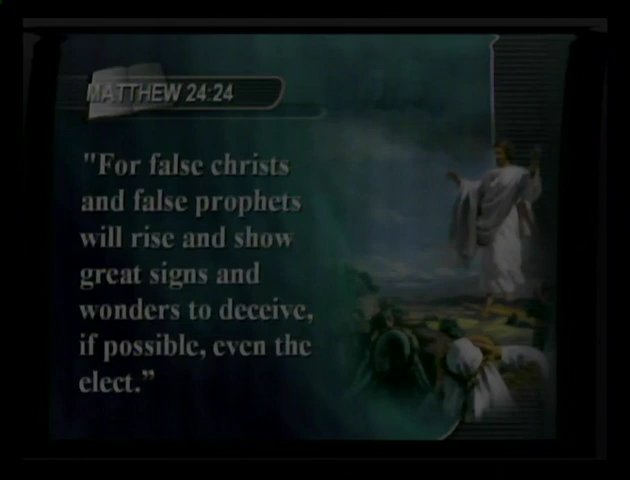 MATTHEW 24:24
"For false christs
and false prophets
will rise and show
great signs and
wonders to deceive,
if possible, even the
elect.”